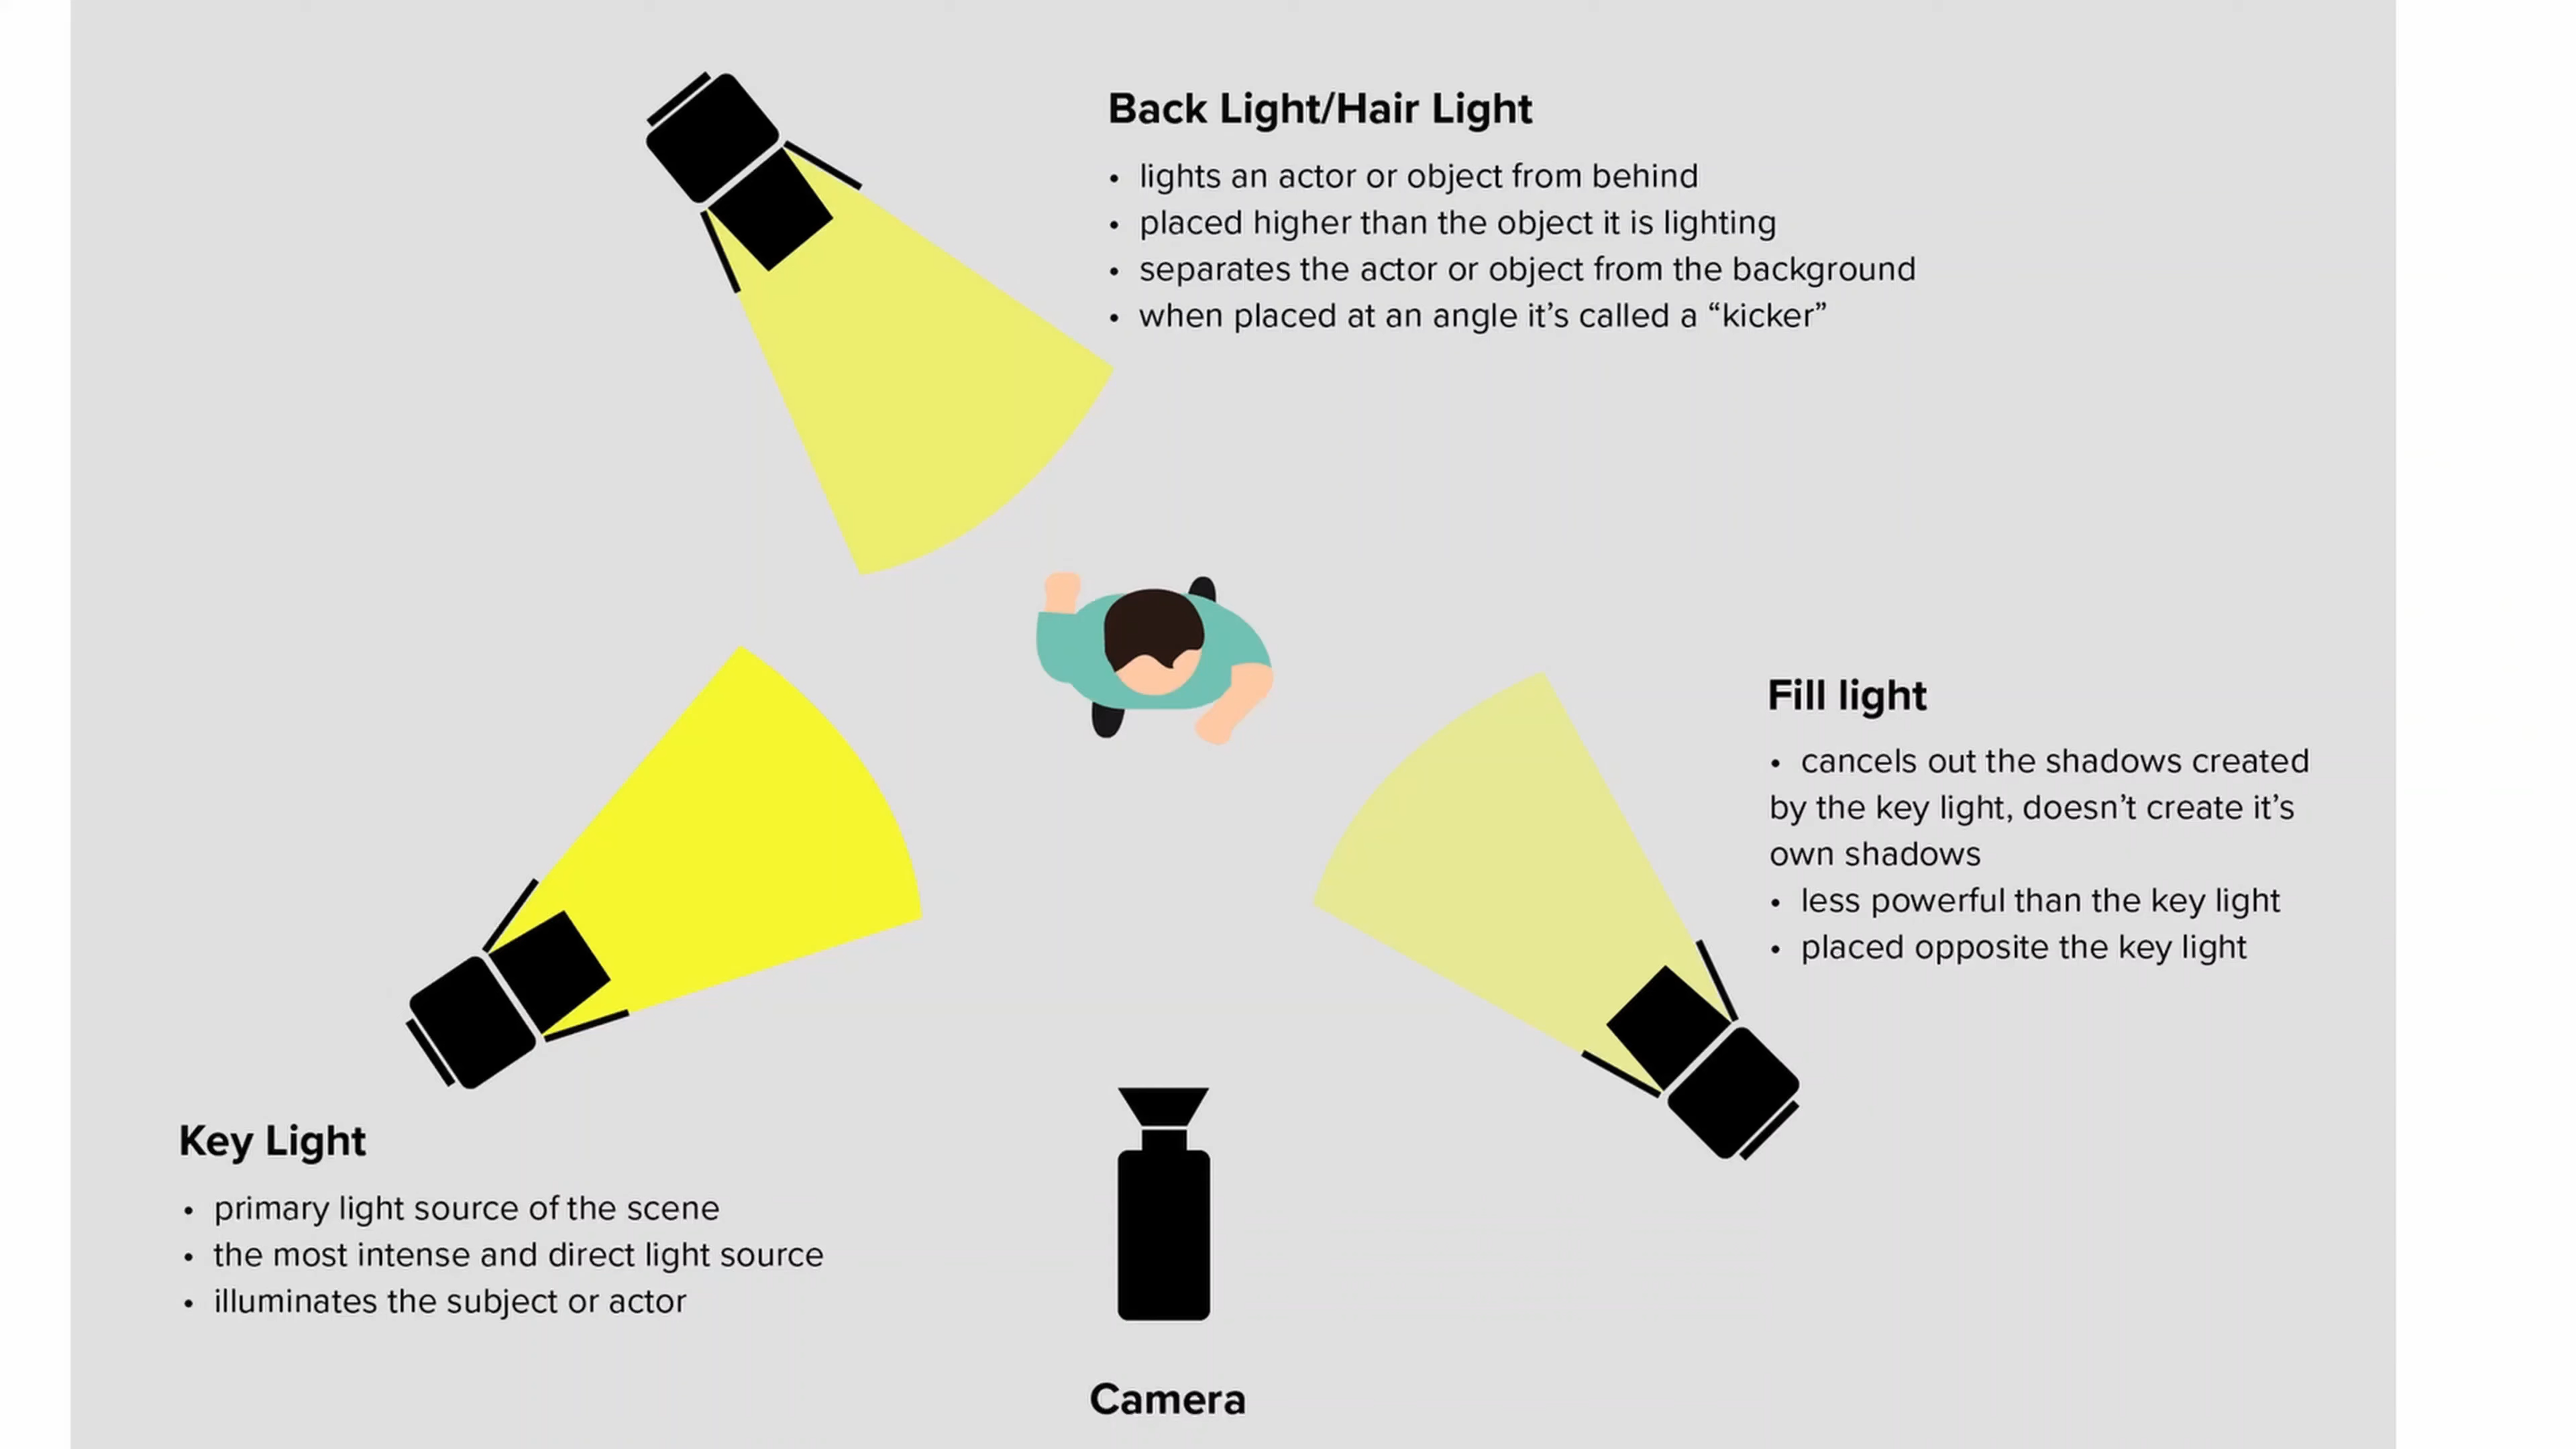 Back Light/Hair Light
• lights an actor or object from behind
• placed higher than the object it is lighting
• separates the actor or object from the background
• when placed at an angle it’s called a “kicker”
Fill light
• cancels out the shadows created
by the key light, doesn’t create it’s
own shadows
• less powerful than the key light
• placed opposite the key light
Key Light
• primary light source of the scene
• the most intense and direct light source
• illuminates the subject or actor
Camera